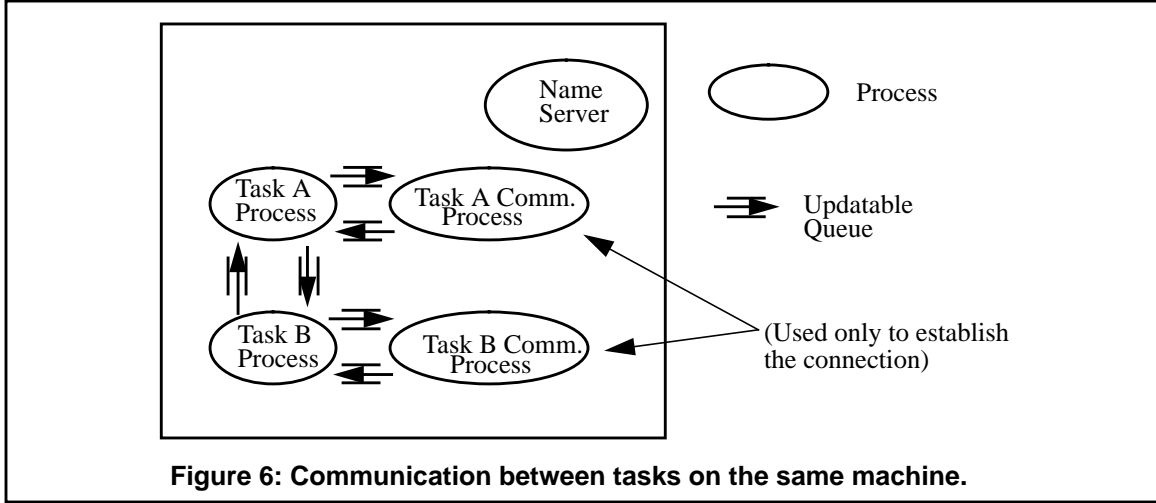 Name
Server
Process
Task A
Process
Task A Comm.
Process
Updatable
Queue
Task B
Process
Task B Comm.
Process
(Used only to establish
the connection)
Figure 6: Communication between tasks on the same machine.